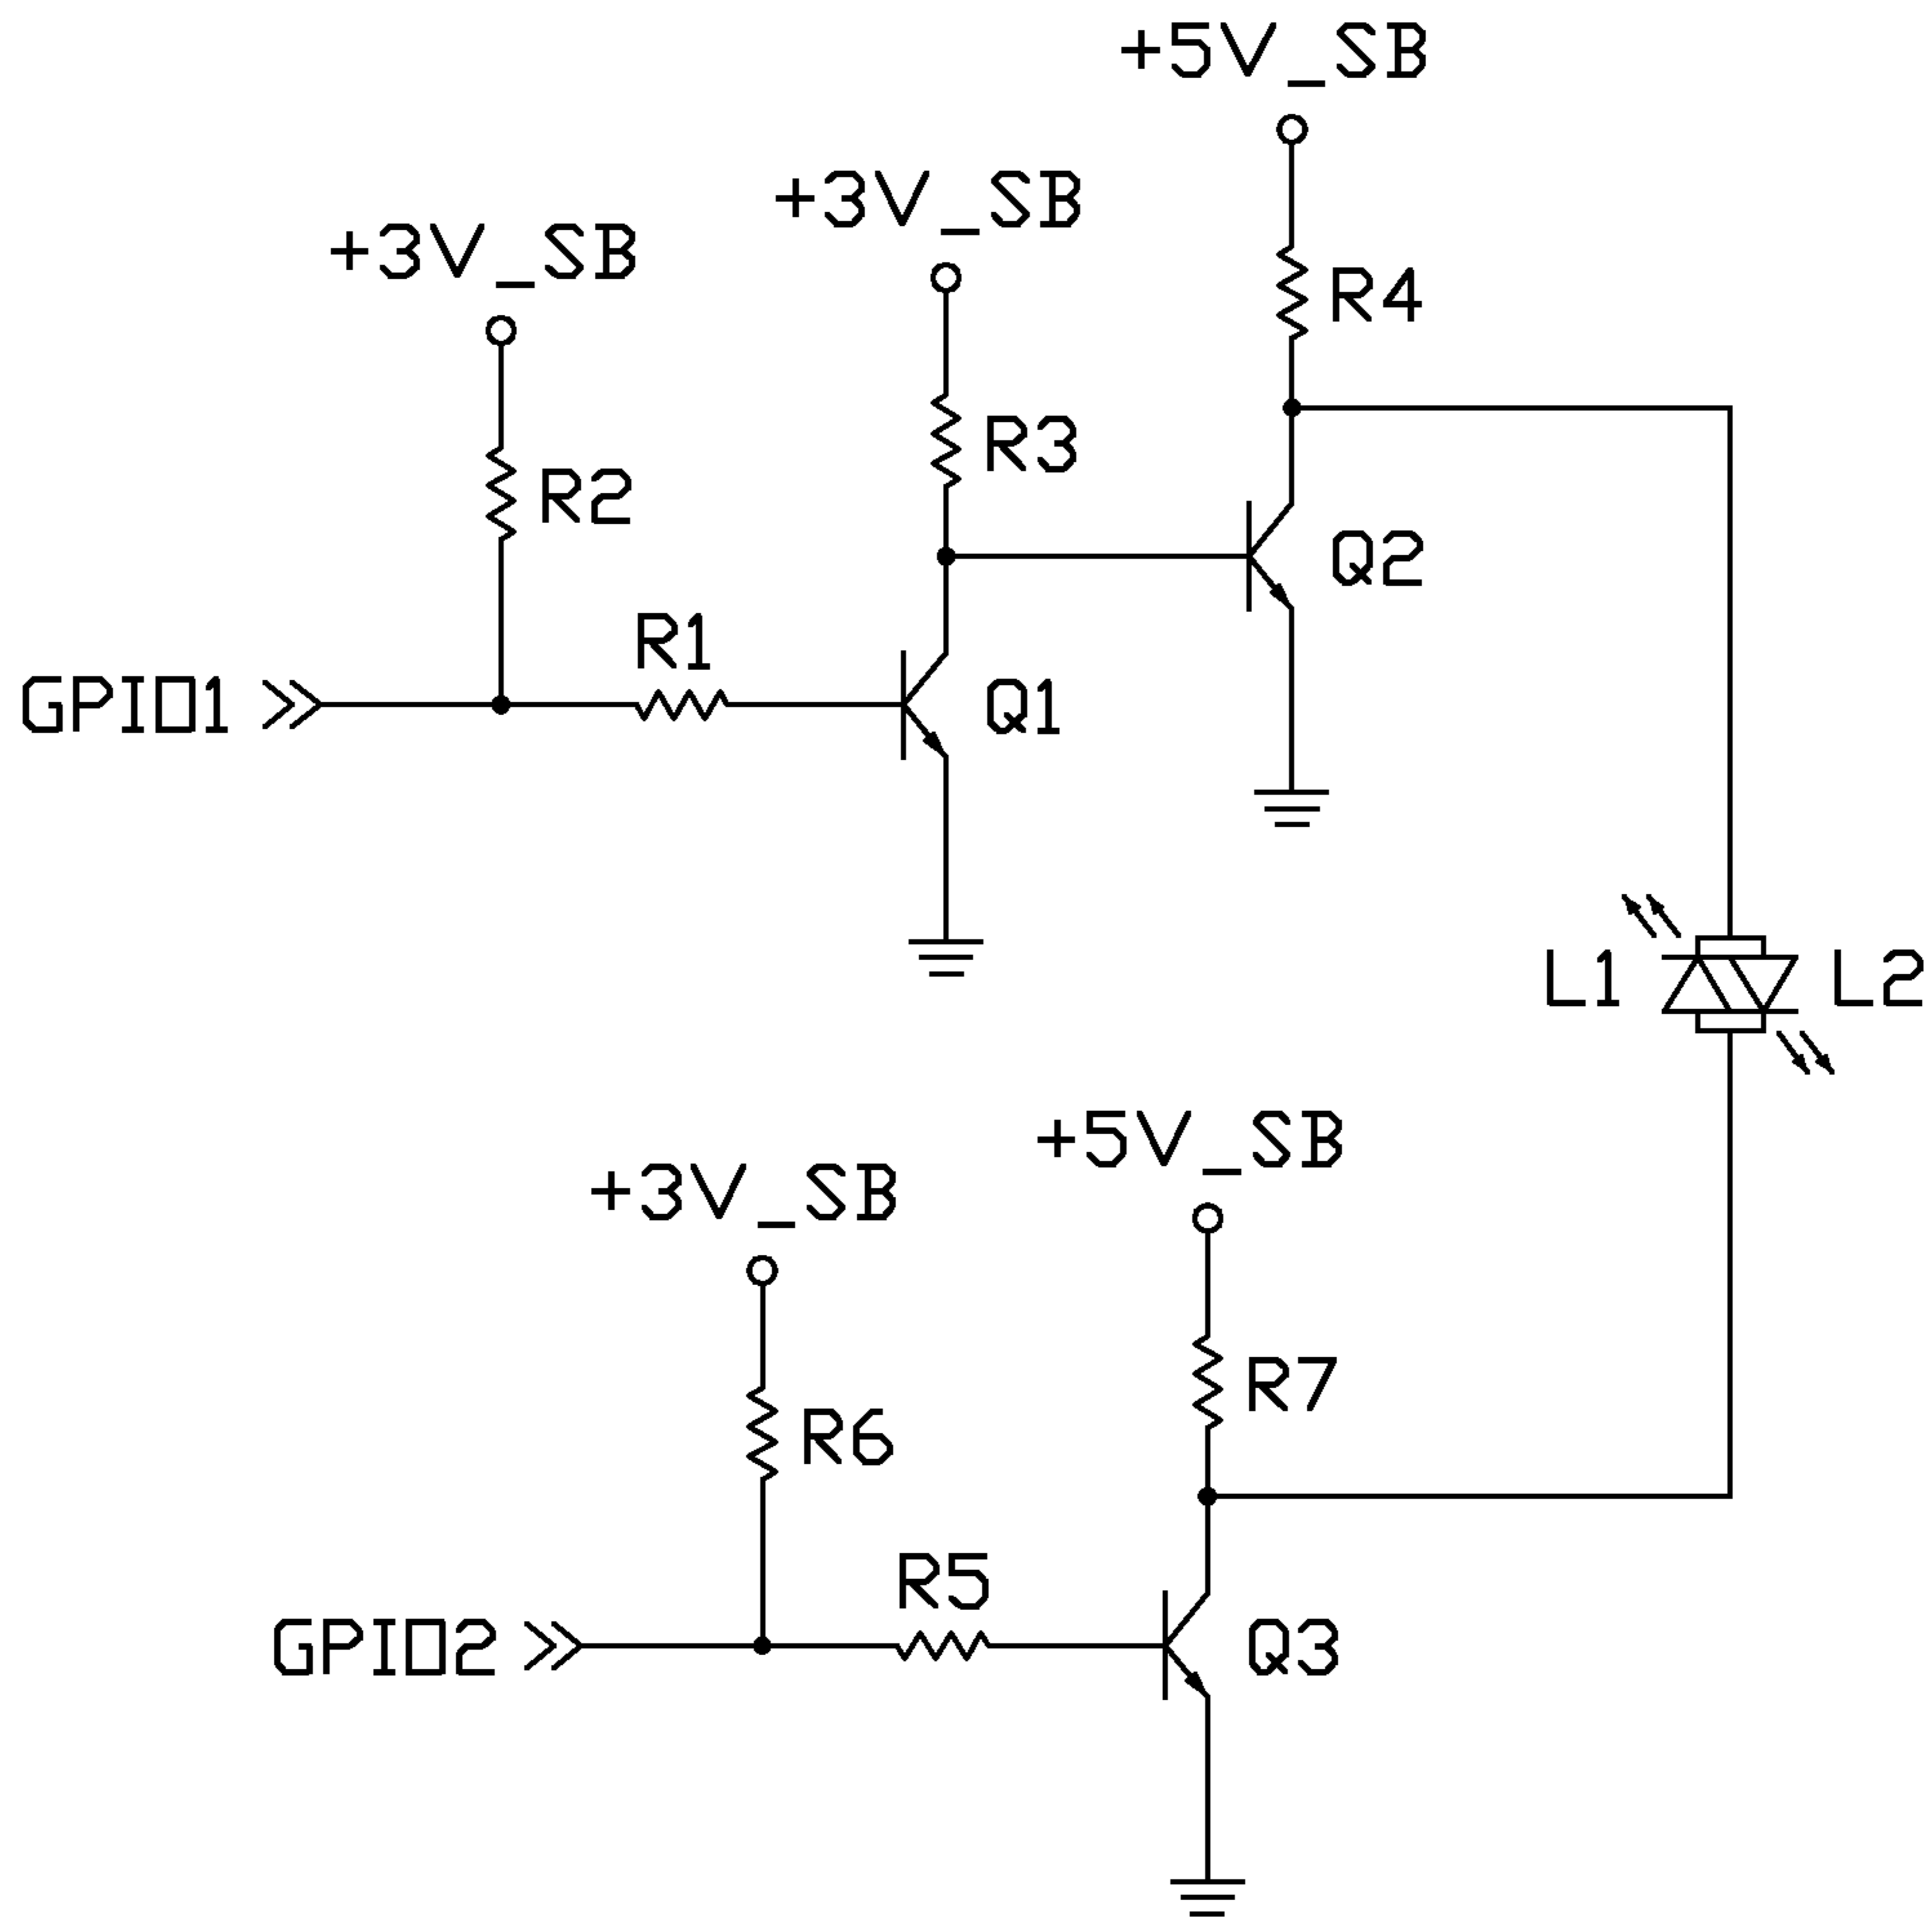 +5V_SB
+3V_SB
+3V_SB
R4
R3
R2
Q2
R1
GPIO1
Q1
L1
L2
+5V_SB
+3V_SB
R7
R6
R5
GPIO2
Q3